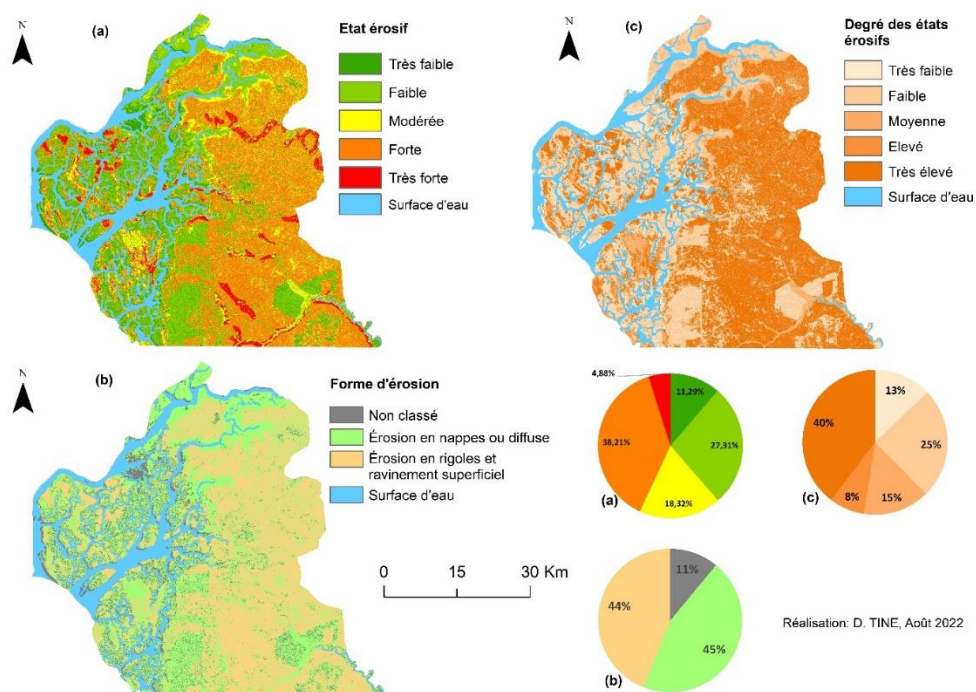 N
(a)
Etat érosif
Très faible
Faible
Modérée
Forte
Très forte
Surface d'eau
N
(c)
Degré des états
érosifs
Très faible
Faible
Moyenne
Elevé
Très élevé
Surface d'eau
N
(b)
Forme d'érosion
Non classé
Érosion en nappes ou diffuse
Érosion en rigoles et
ravinement superficiel
Surface d'eau
0 15 30 Km
4,88%
11,29%
38,21%
27,31%
18,32%
(a)
13%
40%
25%
8%
15%
(c)
11%
44%
45%
(b)
Réalisation: D. TINE, Août 2022